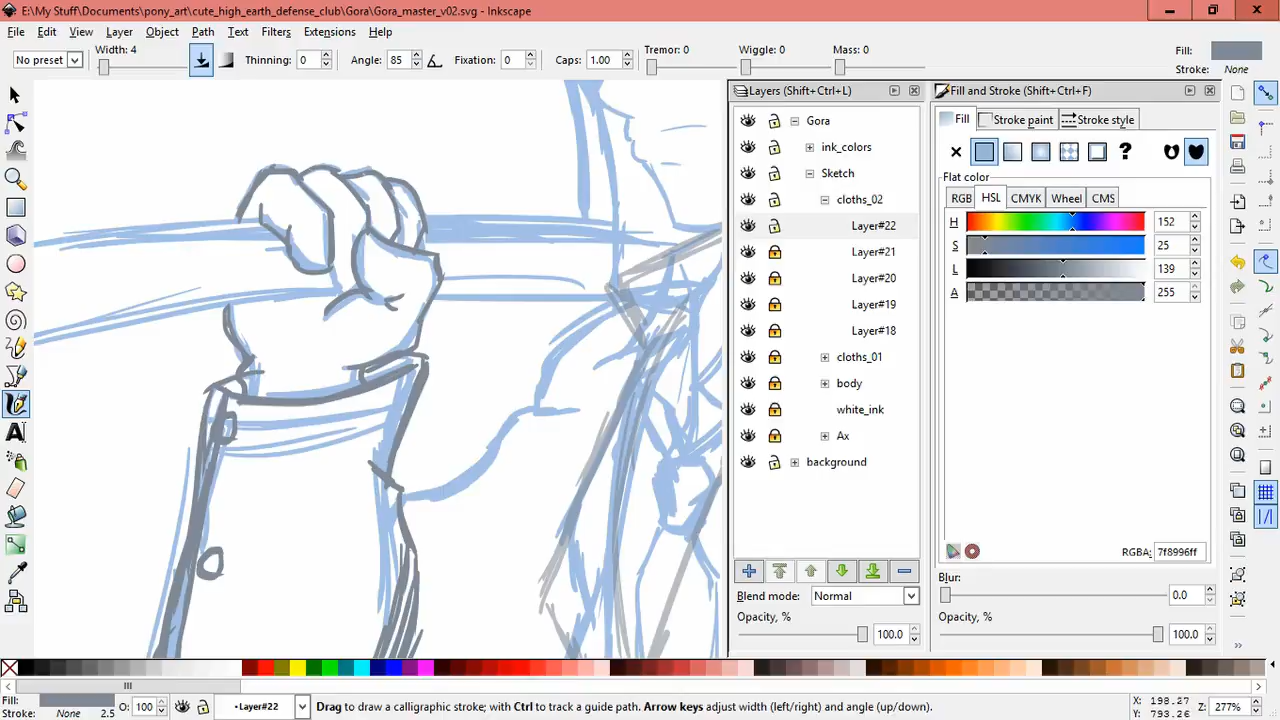 E:\My Stuff\Documents\pony_art\cute_high_earth_defense_club\Gora\Gora_master_v02.svg - Inkscape
File Edit View Layer Object Path Text Filters Extensions Help
No preset Width: 4 Thinning: 0 Angle: 85 Fixation: 0 Caps: 1.00 Tremor: 0 Wiggle: 0 Mass: 0 Fill:
Stroke: None
Layers (Shift+Ctrl+L) Fill and Stroke (Shift+Ctrl+F)
Gora Fill Stroke paint Stroke style
ink_colors
Sketch ?
cloths_02 Flat color
Layer#22 RGB HSL CMYK Wheel CMS
Layer#21 H 152
Layer#20 S 25
Layer#19 L 139
Layer#18 A 255
cloths_01
body
white_ink
Ax
background
RGBA: 7f8996ff
Blur:
Blend mode: Normal 0.0
Opacity, % Opacity, %
100.0 100.0
Fill: O: 100 •Layer#22 Drag to draw a calligraphic stroke; with Ctrl to track a guide path. Arrow keys adjust width (left/right) and angle (up/down). X: 198.27 Z: 277%
Stroke: None 2.5 Y: 793.26